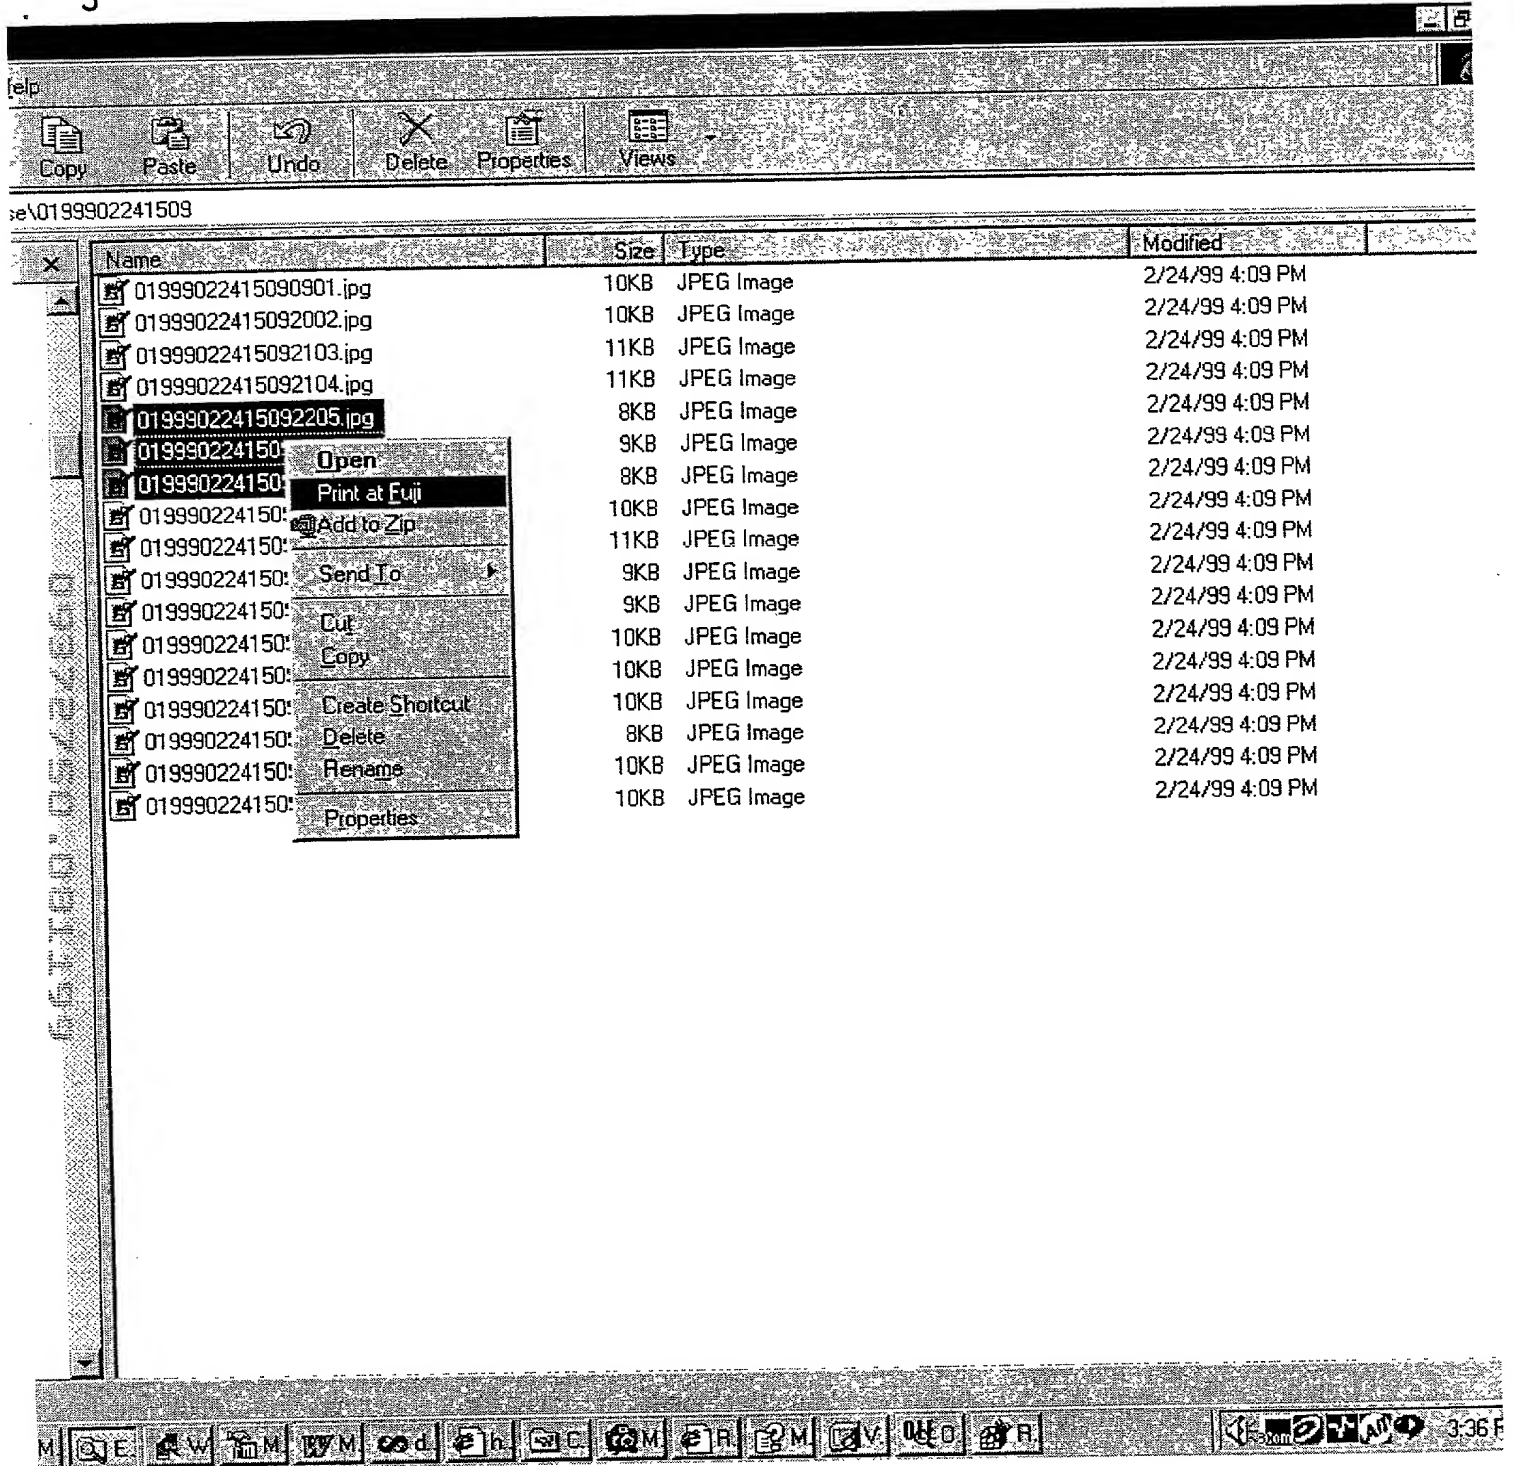 elp
Copy Paste Undo Delete Properties Views
se\0199902241509
Name Size Type Modified
01999022415090901.jpg 10KB JPEG Image 2/24/99 4:09 PM
01999022415092002.jpg 10KB JPEG Image 2/24/99 4:09 PM
01999022415092103.jpg 11KB JPEG Image 2/24/99 4:09 PM
01999022415092104.jpg 11KB JPEG Image 2/24/99 4:09 PM
01999022415092205.jpg 8KB JPEG Image 2/24/99 4:09 PM
019990224150 9KB JPEG Image 2/24/99 4:09 PM
019990224150 8KB JPEG Image 2/24/99 4:09 PM
019990224150 10KB JPEG Image 2/24/99 4:09 PM
019990224150 11KB JPEG Image 2/24/99 4:09 PM
019990224150 9KB JPEG Image 2/24/99 4:09 PM
019990224150 9KB JPEG Image 2/24/99 4:09 PM
019990224150 10KB JPEG Image 2/24/99 4:09 PM
019990224150 10KB JPEG Image 2/24/99 4:09 PM
019990224150 10KB JPEG Image 2/24/99 4:09 PM
019990224150 8KB JPEG Image 2/24/99 4:09 PM
019990224150 10KB JPEG Image 2/24/99 4:09 PM
019990224150 10KB JPEG Image 2/24/99 4:09 PM
Open
Print at Fuji
Add to Zip
Send To
Cut
Copy
Create Shortcut
Delete
Rename
Properties
M. E. W. M. M. d. h. C. M. R. M. V. O. R. 3:36 P